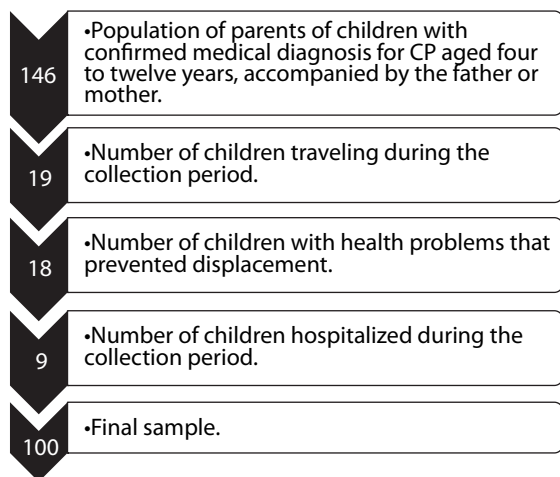 •Population of parents of children with
confirmed medical diagnosis for CP aged four
to twelve years, accompanied by the father or
mother.
146
•Number of children traveling during the
collection period.
19
•Number of children with health problems that
prevented displacement.
18
•Number of children hospitalized during the
collection period.
9
•Final sample.
100